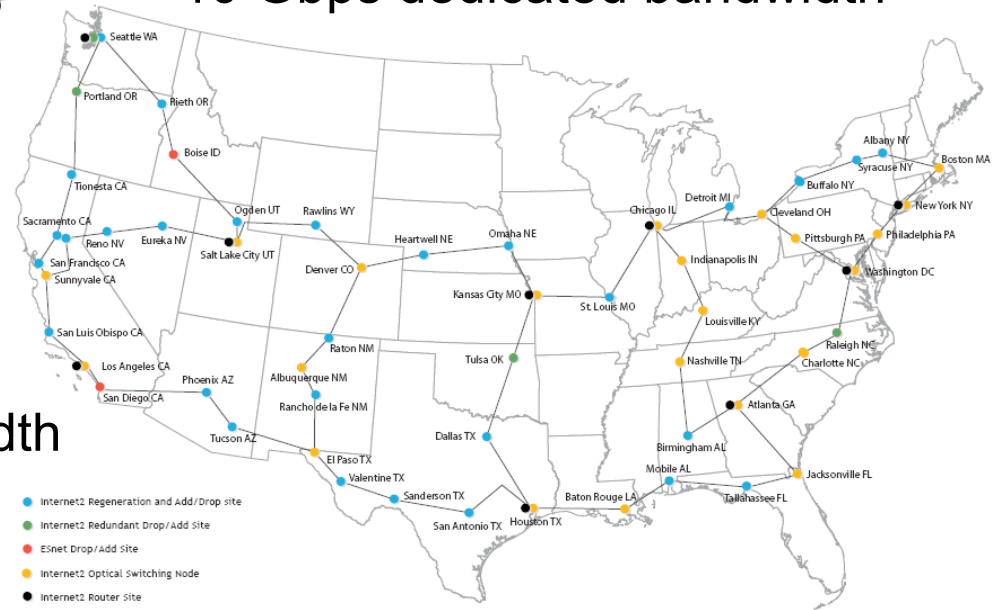 10 Gbps dedicated bandwidth
Seattle WA
Portland OR
Rieth OR
Boise ID
Tionesta CA
Ogden UT
Rawlins WY
Sacramento CA
Reno NV
Eureka NV
Salt Lake City UT
San Francisco CA
Sunnyvale CA
Denver CO
Heartwell NE
Omaha NE
Kansas City MO
St. Louis MO
Chicago IL
Detroit MI
Cleveland OH
Buffalo NY
Syracuse NY
Albany NY
Boston MA
New York NY
Philadelphia PA
Pittsburgh PA
Washington DC
Indianapolis IN
Louisville KY
Nashville TN
Raleigh NC
Charlotte NC
Atlanta GA
Birmingham AL
Jacksonville FL
Tallahassee FL
Mobile AL
Baton Rouge LA
Houston TX
San Antonio TX
Sanderson TX
Valentine TX
El Paso TX
Dallas TX
Tulsa OK
Raton NM
Albuquerque NM
Rancho de la Fe NM
San Luis Obispo CA
Los Angeles CA
San Diego CA
Phoenix AZ
Tucson AZ
dth
Internet2 Regeneration and Add/Drop site
Internet2 Redundant Drop/Add Site
ESnet Drop/Add Site
Internet2 Optical Switching Node
Internet2 Router Site